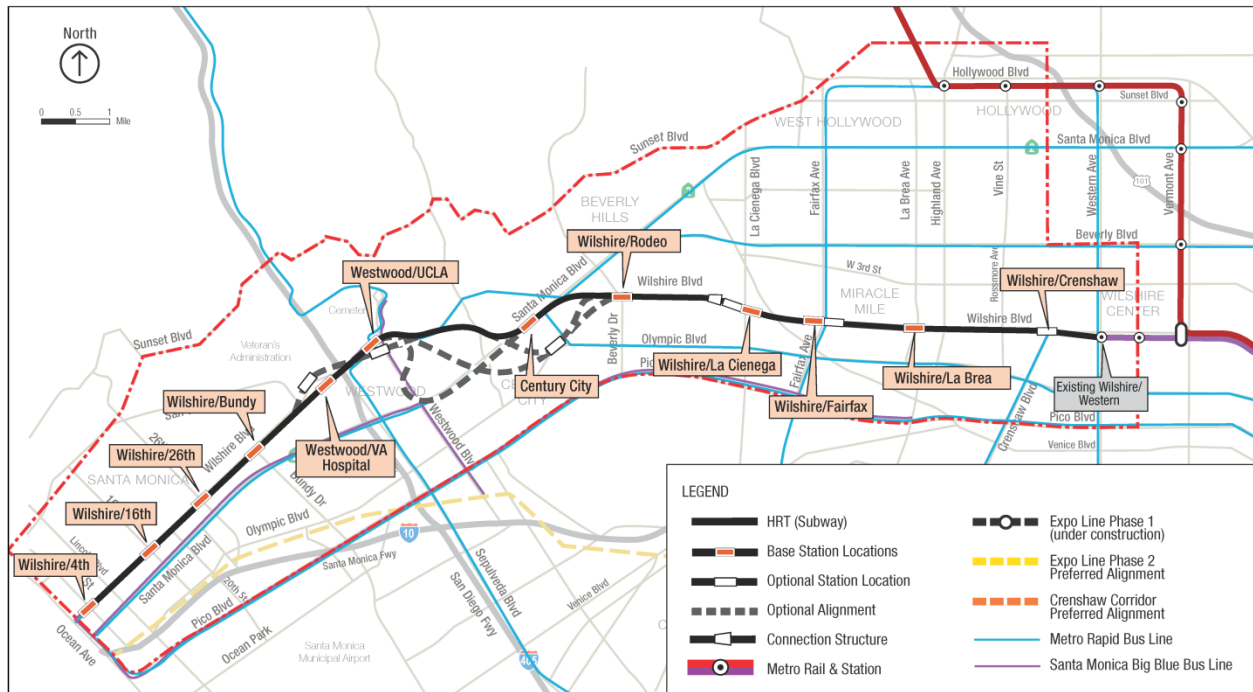 North
0 0.5 1
Mile
Hollywood Blvd
Sunset Blvd
HOLLYWOOD
WEST HOLLYWOOD
Santa Monica Blvd
2
Sunset Blvd
101
La Cienega Blvd
Fairfax Ave
La Brea Ave
Highland Ave
Vine St
Western Ave
Vermont Ave
BEVERLY
HILLS
Beverly Blvd
Wilshire/Rodeo
Westwood/UCLA
W 3rd St
Rossmore Ave
Wilshire/Crenshaw
Santa Monica Blvd
Wilshire Blvd
MIRACLE
MILE
WILSHIRE
CENTER
Wilshire Blvd
Cemetery
Sunset Blvd
Veteran's
Administration
Beverly Dr
Olympic Blvd
Fairfax Ave
Wilshire/La Cienega
Century City
CITY
WESTWOOD
Wilshire/La Brea
Existing Wilshire/
Western
Wilshire/Fairfax
Wilshire/Bundy
Crenshaw Blvd
Pico Blvd
Venice Blvd
Westwood/VA
Hospital
Wilshire Blvd
Wilshire/26th
SANTA MONICA
Bundy Dr
Wilshire/16th
Olympic Blvd
10
Santa Monica Fwy
Wilshire/4th
Santa Monica Blvd
20th St
Pico Blvd
Ocean Park
Ocean Ave
Sepulveda Blvd
San Diego Fwy
Venice Blvd
405
Santa Monica
Municipal Airport
LEGEND
HRT (Subway)
Base Station Locations
Optional Station Location
Optional Alignment
Connection Structure
Metro Rail & Station
Expo Line Phase 1
(under construction)
Expo Line Phase 2
Preferred Alignment
Crenshaw Corridor
Preferred Alignment
Metro Rapid Bus Line
Santa Monica Big Blue Bus Line